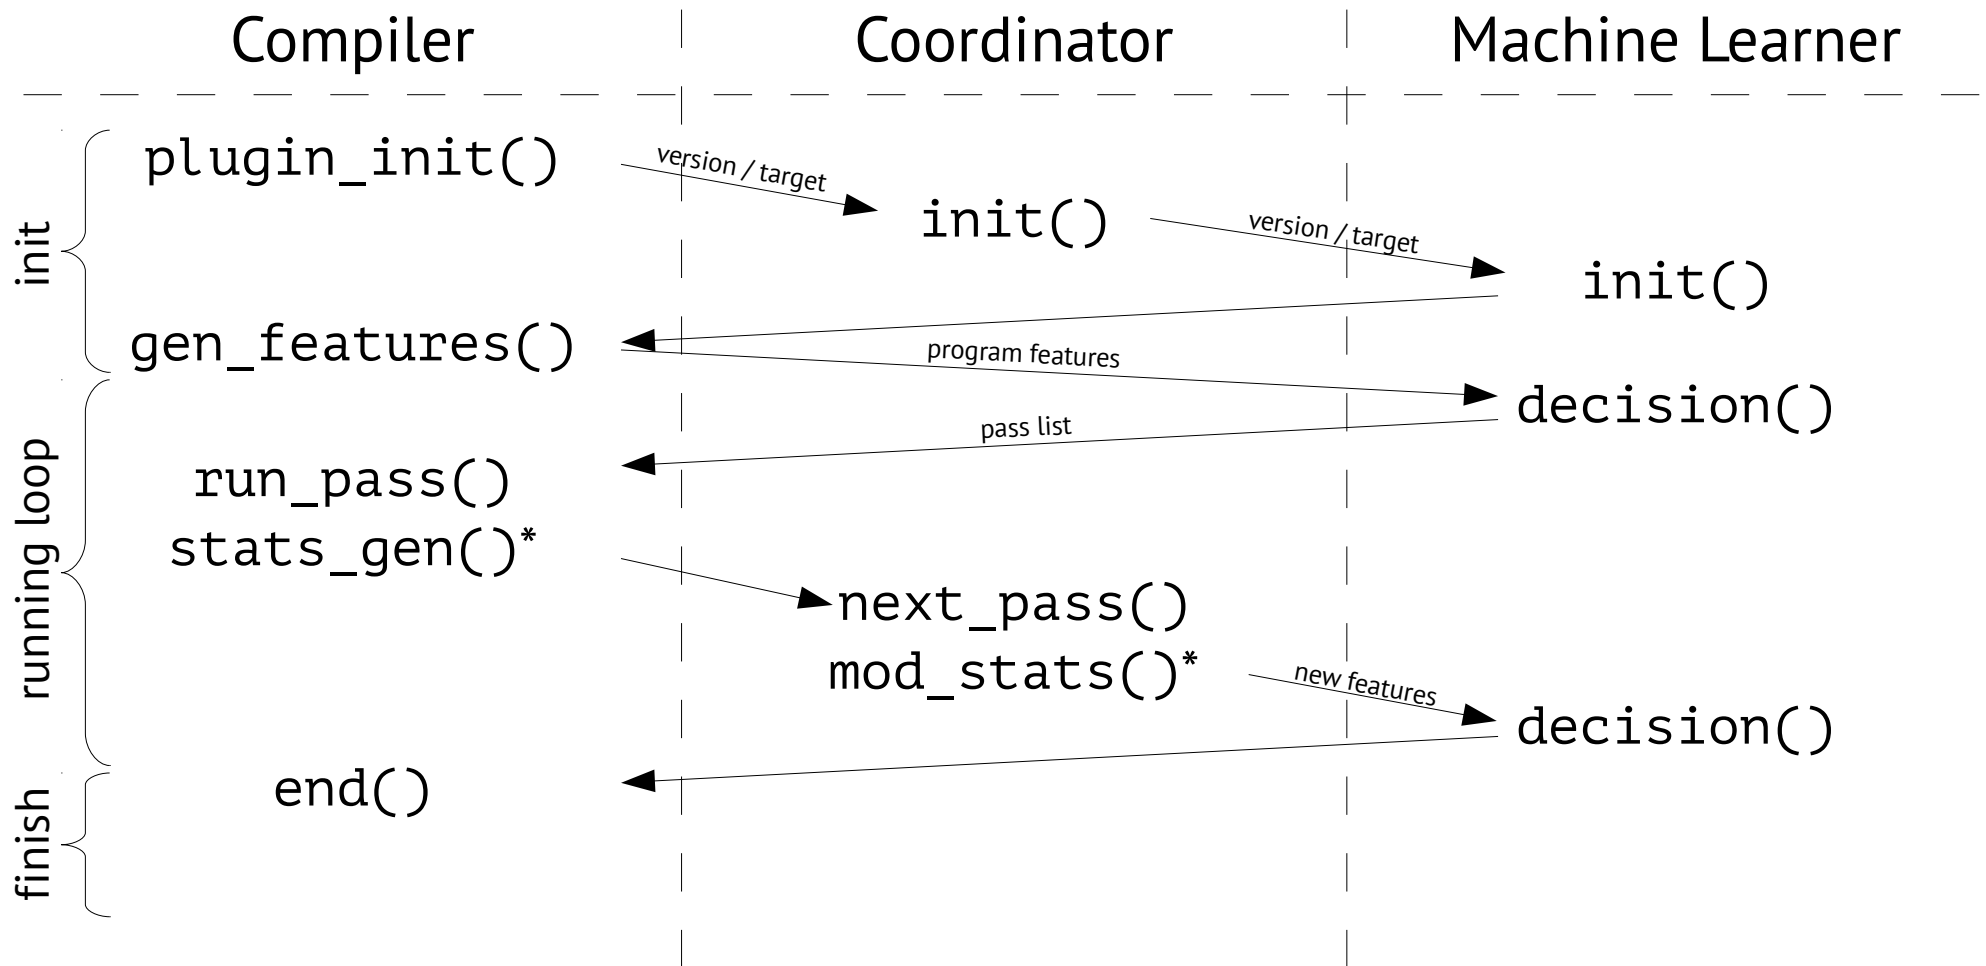 Compiler
Coordinator
Machine Learner
init
plugin_init()
version / target
init()
version / target
init()
gen_features()
program features
decision()
pass list
running loop
run_pass()
stats_gen()*
next_pass()
mod_stats()*
new features
decision()
finish
end()